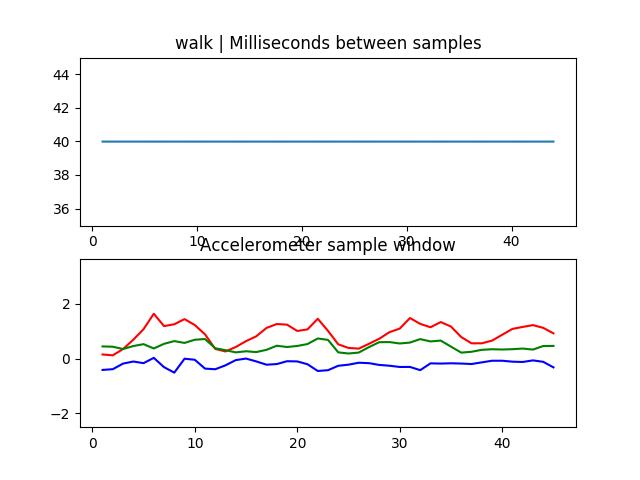 walk | Milliseconds between samples
44
42
40
38
36
0 10 20 30 40
Accelerometer sample window
2
0
−2
0 10 20 30 40